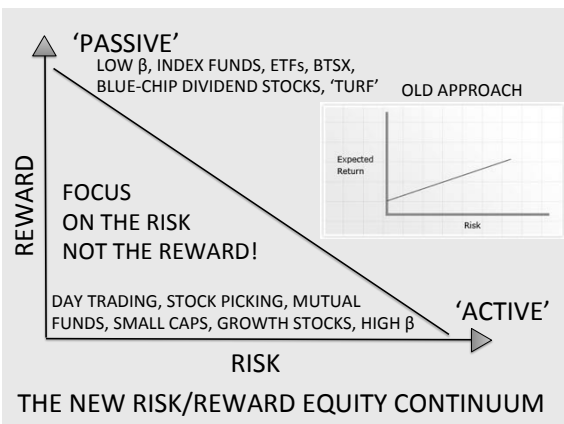 ‘PASSIVE’
LOW β, INDEX FUNDS, ETFs, BTSX,
BLUE-CHIP DIVIDEND STOCKS, ‘TURF’
OLD APPROACH
Expected
Return
Risk
REWARD
FOCUS
ON THE RISK
NOT THE REWARD!
DAY TRADING, STOCK PICKING, MUTUAL
FUNDS, SMALL CAPS, GROWTH STOCKS, HIGH β
‘ACTIVE’
RISK
THE NEW RISK/REWARD EQUITY CONTINUUM